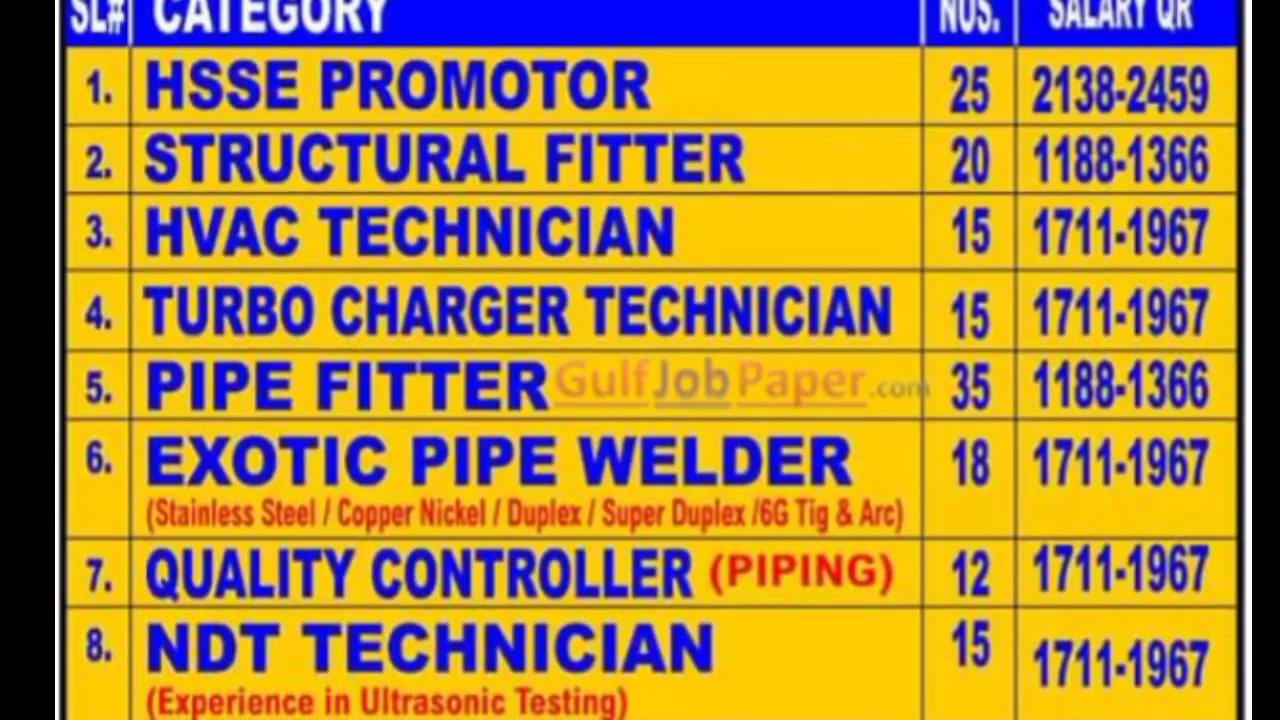 SL# CATEGORY NOS. SALARY QR
1. HSSE PROMOTOR 25 2138-2459
2. STRUCTURAL FITTER 20 1188-1366
3. HVAC TECHNICIAN 15 1711-1967
4. TURBO CHARGER TECHNICIAN 15 1711-1967
5. PIPE FITTER GulfJobPaper.com 35 1188-1366
6. EXOTIC PIPE WELDER 18 1711-1967
(Stainless Steel / Copper Nickel / Duplex / Super Duplex /6G Tig & Arc)
7. QUALITY CONTROLLER (PIPING) 12 1711-1967
8. NDT TECHNICIAN 15 1711-1967
(Experience in Ultrasonic Testing)